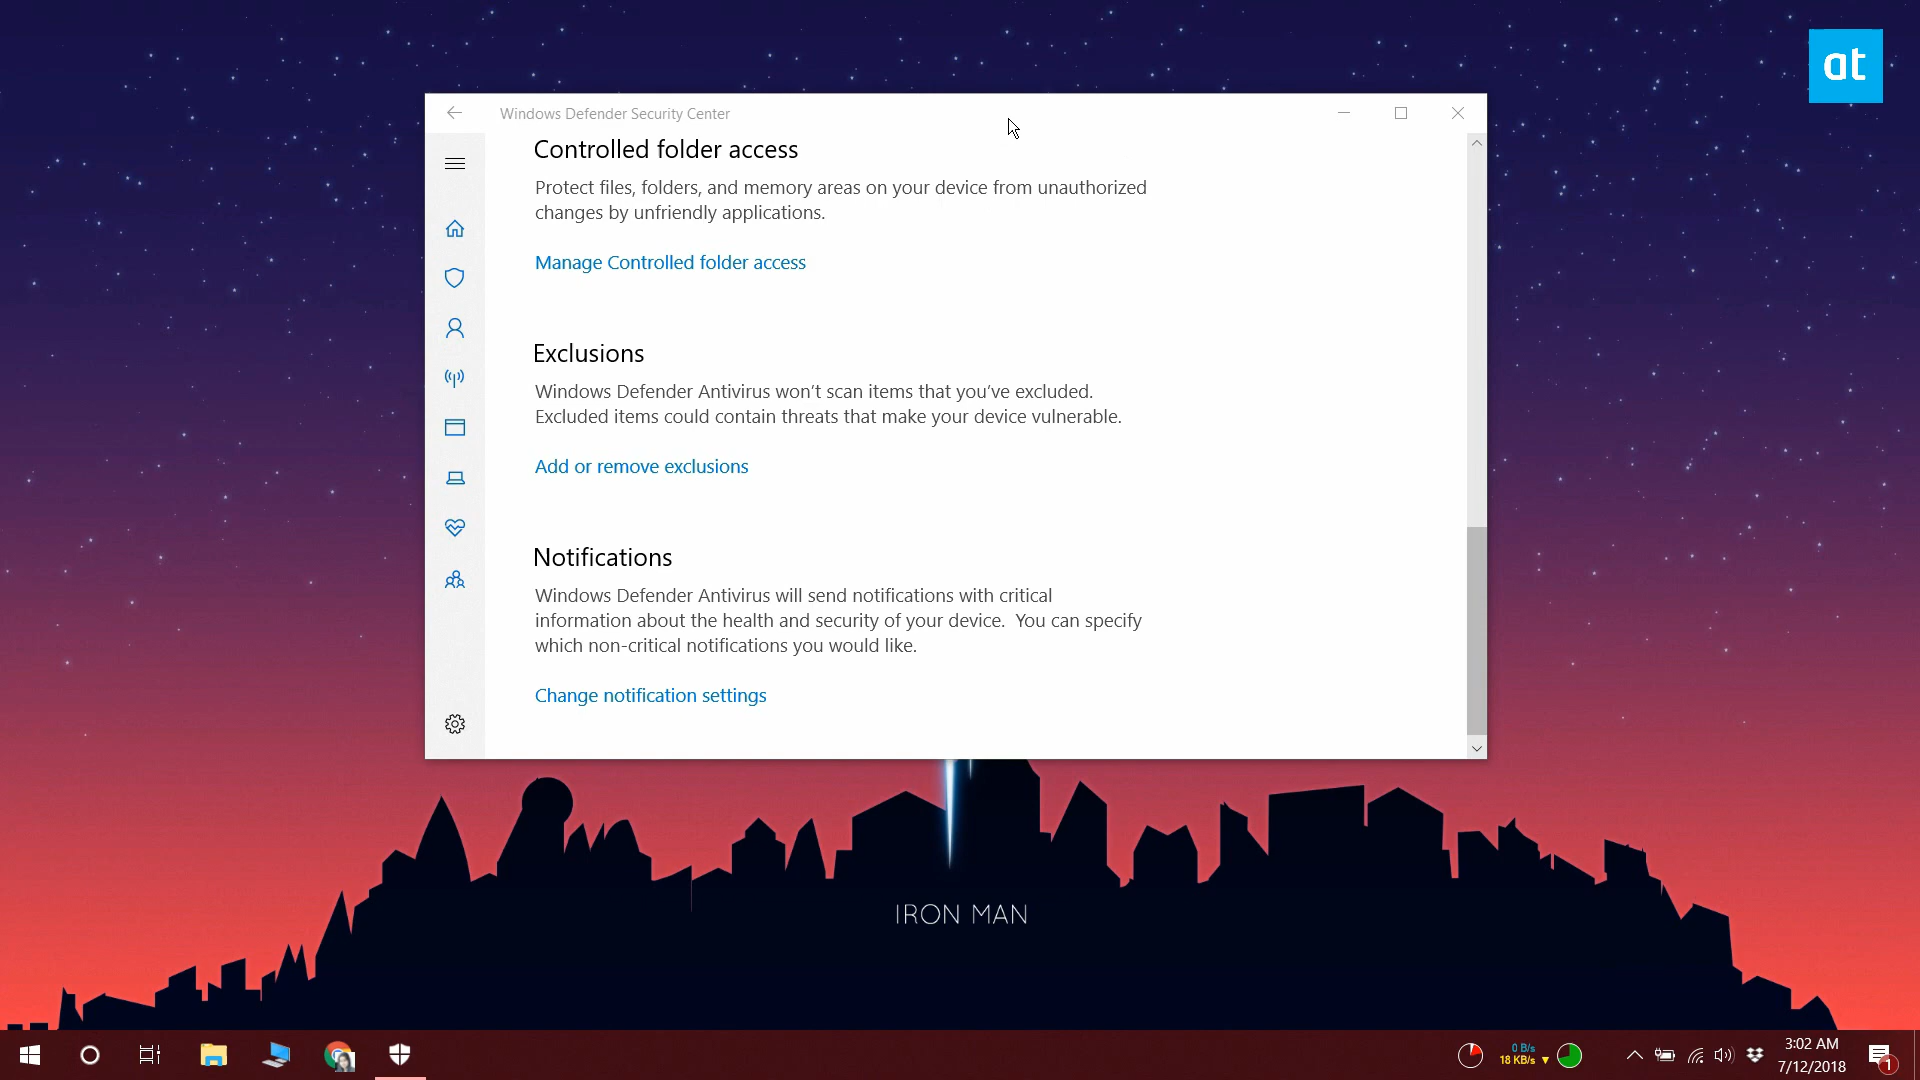 at
Windows Defender Security Center
Controlled folder access
Protect files, folders, and memory areas on your device from unauthorized
changes by unfriendly applications.
Manage Controlled folder access
Exclusions
Windows Defender Antivirus won't scan items that you've excluded.
Excluded items could contain threats that make your device vulnerable.
Add or remove exclusions
Notifications
Windows Defender Antivirus will send notifications with critical
information about the health and security of your device.  You can specify
which non-critical notifications you would like.
Change notification settings
IRON MAN
0 B/s
18 KB/s
3:02 AM
7/12/2018
1